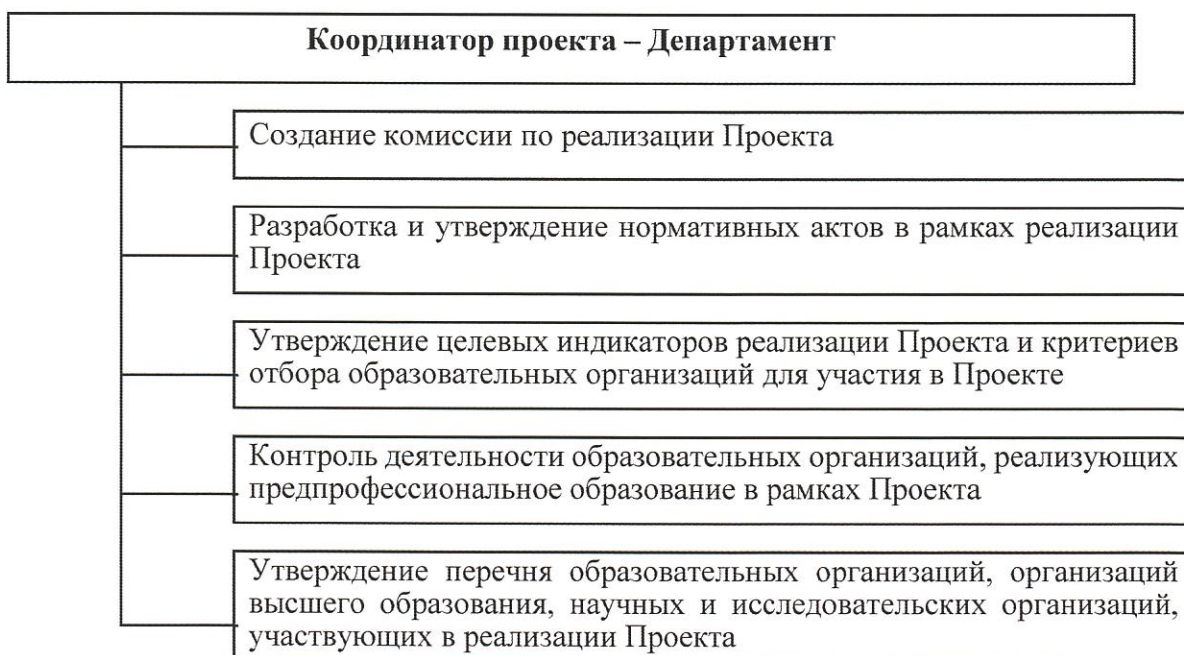 Координатор проекта – Департамент
Создание комиссии по реализации Проекта
Разработка и утверждение нормативных актов в рамках реализации
Проекта
Утверждение целевых индикаторов реализации Проекта и критериев
отбора образовательных организаций для участия в Проекте
Контроль деятельности образовательных организаций, реализующих
предпрофессиональное образование в рамках Проекта
Утверждение перечня образовательных организаций, организаций
высшего образования, научных и исследовательских организаций,
участвующих в реализации Проекта